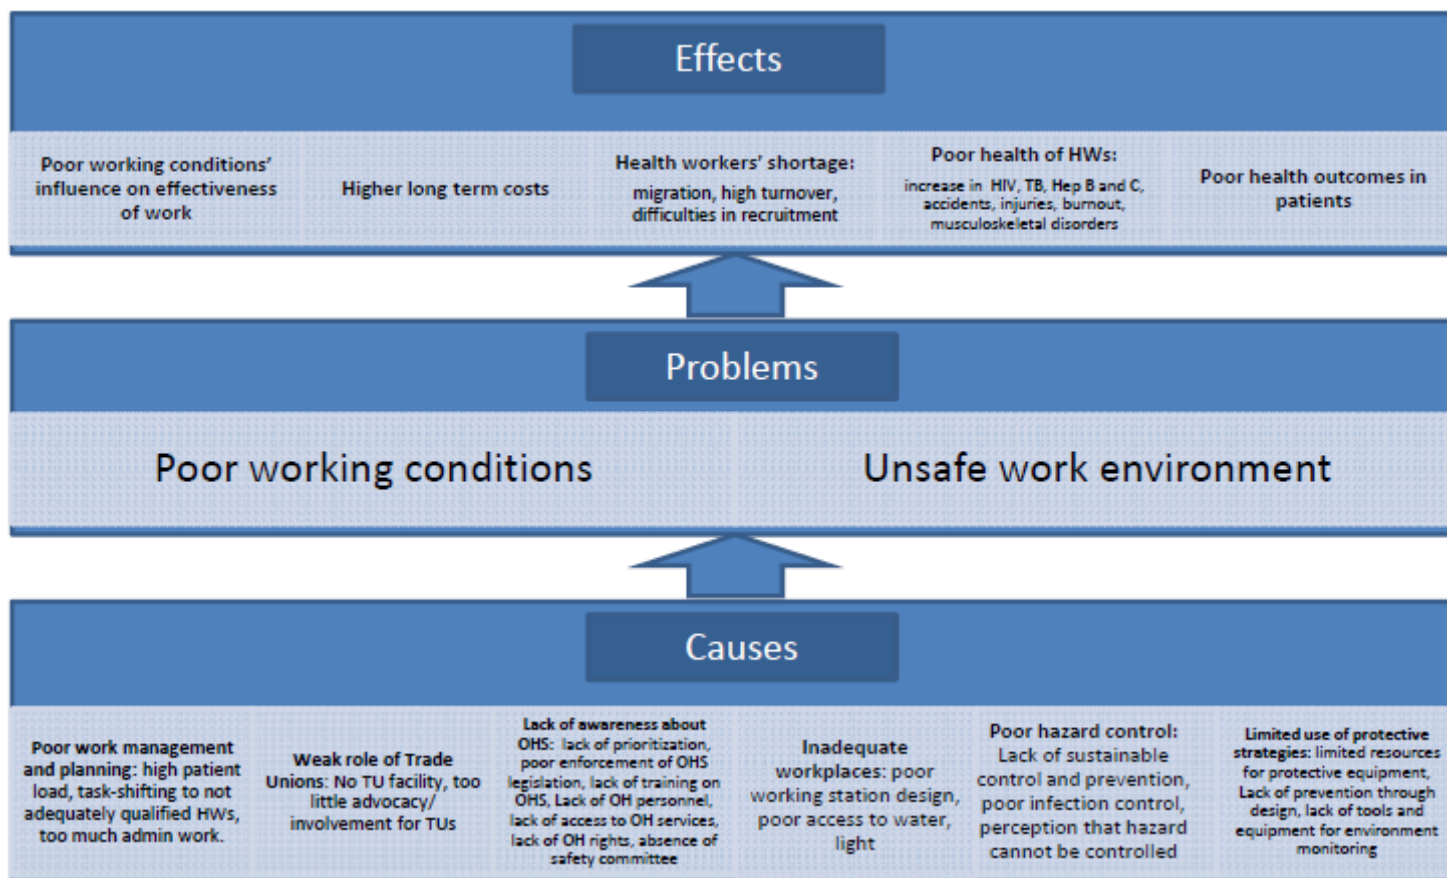 Effects
Poor working conditions'
influence on effectiveness
of work
Higher long term costs
Health workers' shortage:
migration, high turnover,
difficulties in recruitment
Poor health of HWs:
increase in HIV, TB, Hep B and C,
accidents, injuries, burnout,
musculoskeletal disorders
Poor health outcomes in
patients
Problems
Poor working conditions
Unsafe work environment
Causes
Poor work management
and planning: high patient
load, task-shifting to not
adequately qualified HWs,
too much admin work.
Weak role of Trade
Unions: No TU facility, too
little advocacy/
involvement for TUs
Lack of awareness about
OHS: lack of prioritization,
poor enforcement of OHS
legislation, lack of training on
OHS, Lack of OH personnel,
lack of access to OH services,
lack of OH rights, absence of
safety committee
Inadequate
workplaces: poor
working station design,
poor access to water,
light
Poor hazard control:
Lack of sustainable
control and prevention,
poor infection control,
perception that hazard
cannot be controlled
Limited use of protective
strategies: limited resources
for protective equipment,
Lack of prevention through
design, lack of tools and
equipment for environment
monitoring